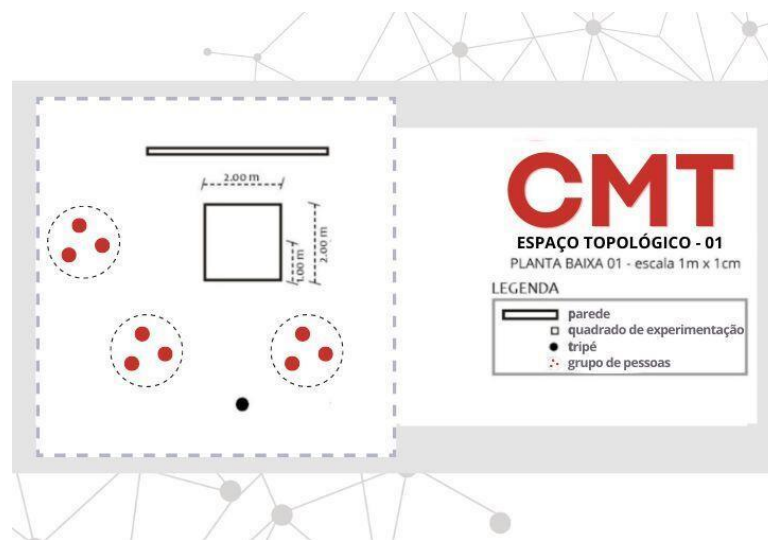 2.00 m
2.00 m
1.00 m
CMT
ESPAÇO TOPOLÓGICO - 01
PLANTA BAIXA 01 - escala 1m x 1cm
LEGENDA
parede
quadrado de experimentação
tripé
grupo de pessoas